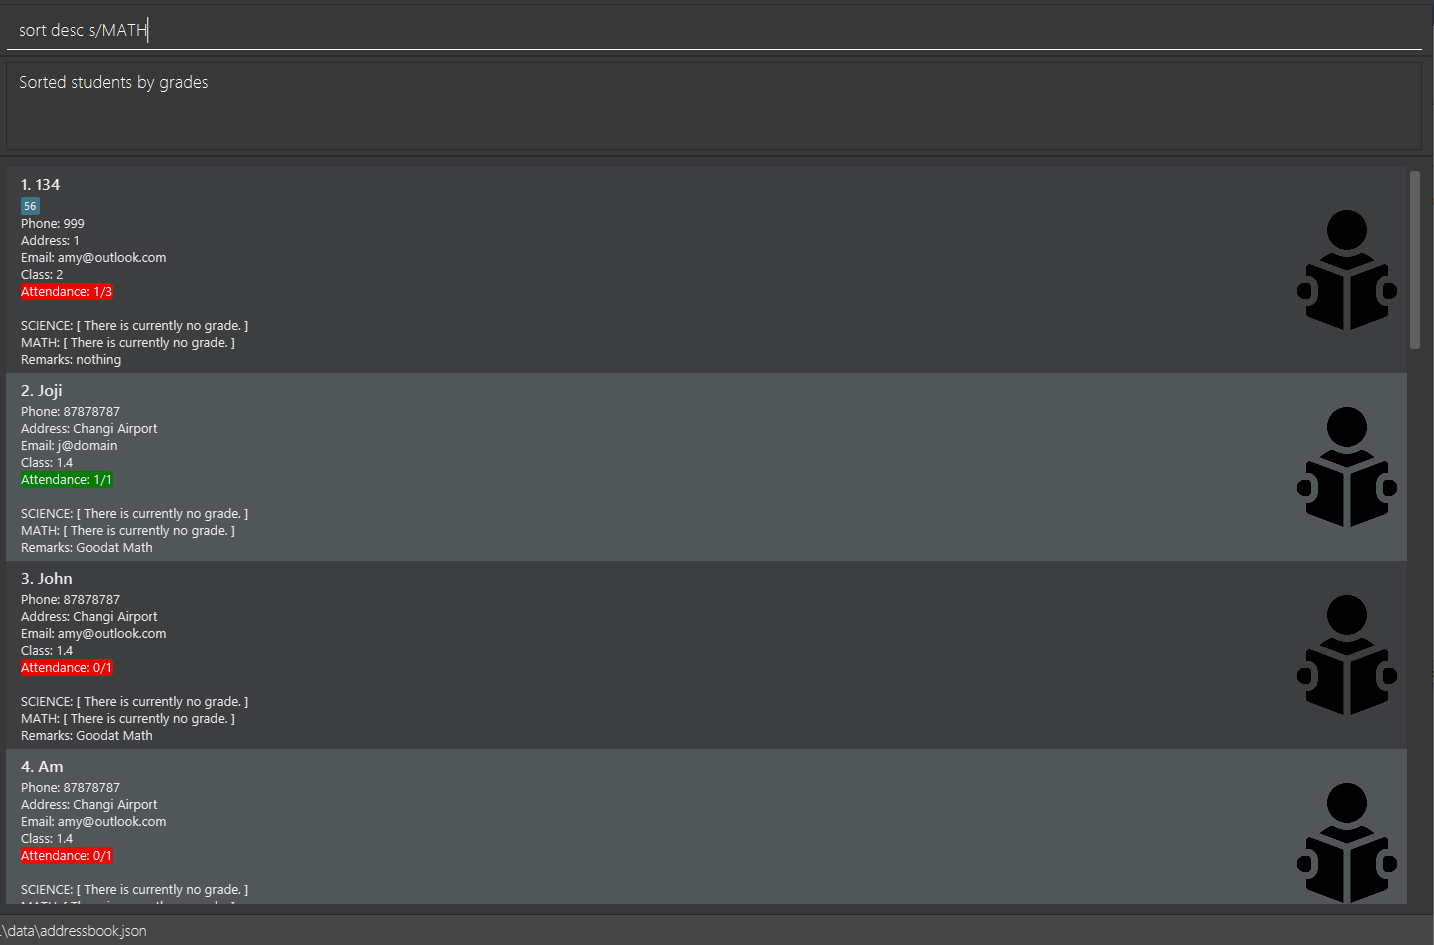 sort desc s/MATH
Sorted students by grades
1. 134
56
Phone: 999
Address: 1
Email: amy@outlook.com
Class: 2
Attendance: 1/3
SCIENCE: [ There is currently no grade. ]
MATH: [ There is currently no grade. ]
Remarks: nothing
2. Joji
Phone: 87878787
Address: Changi Airport
Email: j@domain
Class: 1.4
Attendance: 1/1
SCIENCE: [ There is currently no grade. ]
MATH: [ There is currently no grade. ]
Remarks: Goodat Math
3. John
Phone: 87878787
Address: Changi Airport
Email: amy@outlook.com
Class: 1.4
Attendance: 0/1
SCIENCE: [ There is currently no grade. ]
MATH: [ There is currently no grade. ]
Remarks: Goodat Math
4. Am
Phone: 87878787
Address: Changi Airport
Email: amy@outlook.com
Class: 1.4
Attendance: 0/1
SCIENCE: [ There is currently no grade. ]
.\data\addressbook.json